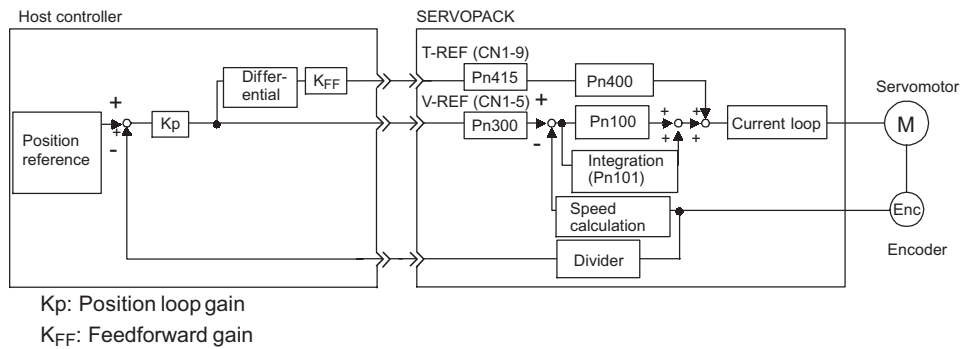 Host controller
SERVOPACK
T-REF (CN1-9)
Differ-
ential
KFF
Pn415
Pn400
Servomotor
V-REF (CN1-5)
+
+
-
Position
reference
Kp
Pn300
+
-
Pn100
+
+
+
+
Current loop
M
Integration
(Pn101)
Speed
calculation
Enc
Divider
Encoder
Kp: Position loop gain
KFF: Feedforward gain